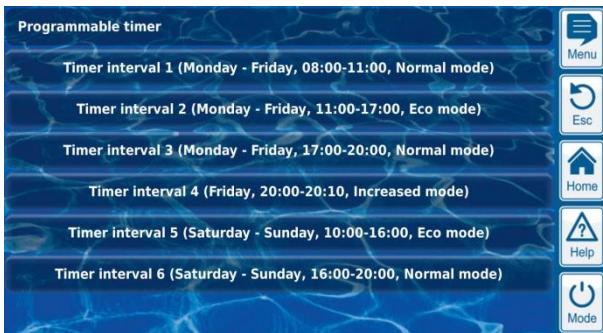 Programmable timer
Timer interval 1 (Monday - Friday, 08:00-11:00, Normal mode)
Timer interval 2 (Monday - Friday, 11:00-17:00, Eco mode)
Timer interval 3 (Monday - Friday, 17:00-20:00, Normal mode)
Timer interval 4 (Friday, 20:00-20:10, Increased mode)
Timer interval 5 (Saturday - Sunday, 10:00-16:00, Eco mode)
Timer interval 6 (Saturday - Sunday, 16:00-20:00, Normal mode)
Menu
Esc
Home
?
Help
Mode